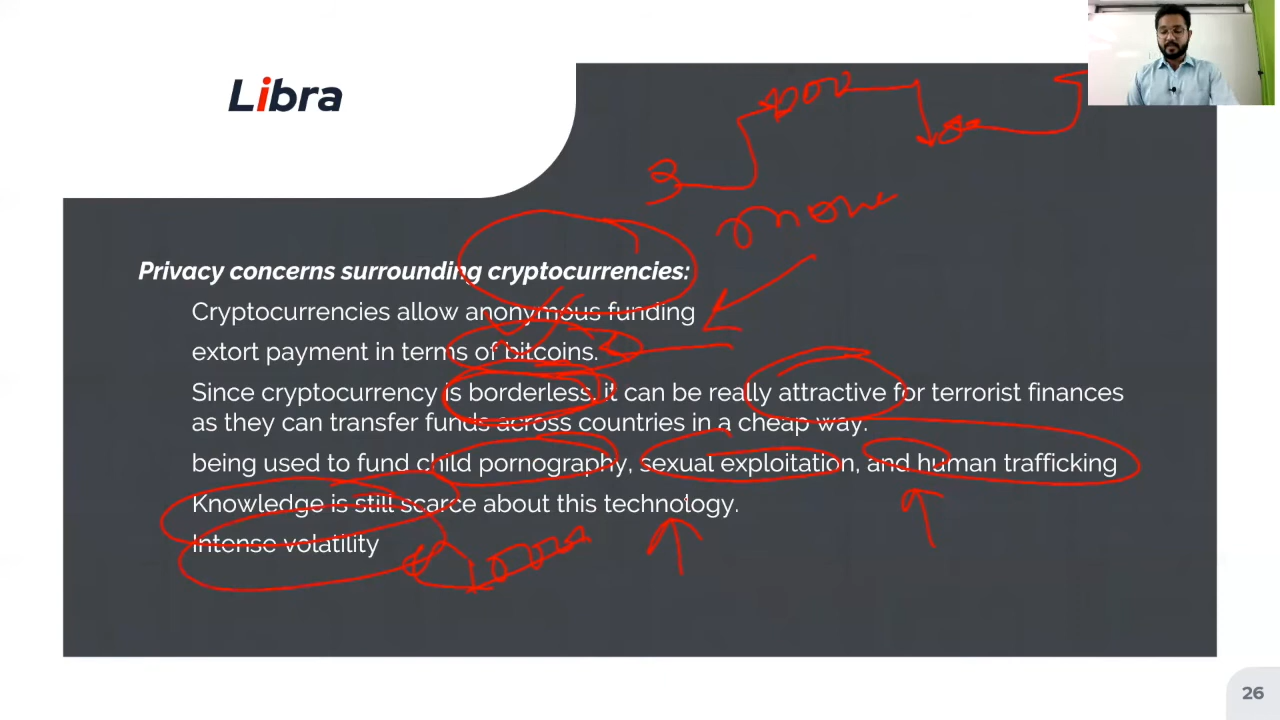 Libra
Privacy concerns surrounding cryptocurrencies:
Cryptocurrencies allow anonymous funding
extort payment in terms of bitcoins.
Since cryptocurrency is borderless, it can be really attractive for terrorist finances
as they can transfer funds across countries in a cheap way.
being used to fund child pornography, sexual exploitation, and human trafficking
Knowledge is still scarce about this technology.
Intense volatility
26